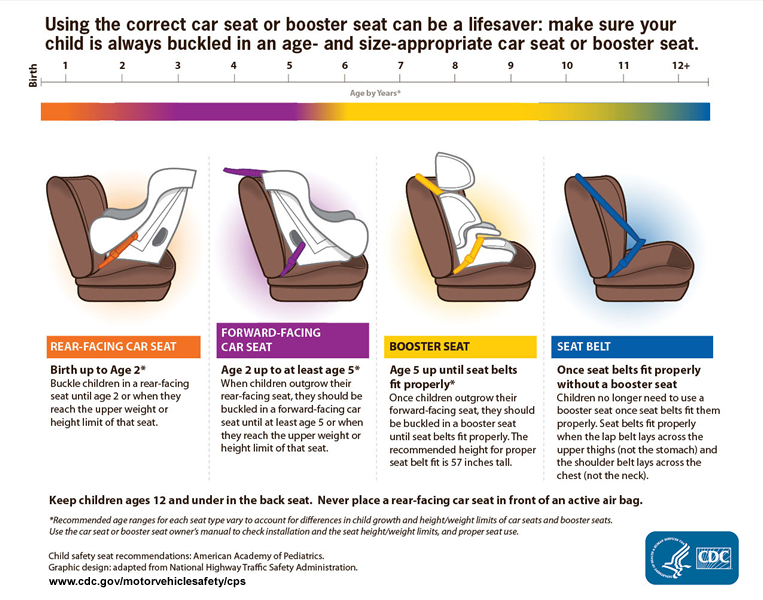 Using the correct car seat or booster seat can be a lifesaver: make sure your
child is always buckled in an age- and size-appropriate car seat or booster seat.
Birth 1 2 3 4 5 6 7 8 9 10 11 12+
Age by Years*
REAR-FACING CAR SEAT
Birth up to Age 2*
Buckle children in a rear-facing
seat until age 2 or when they
reach the upper weight or
height limit of that seat.
FORWARD-FACING
CAR SEAT
Age 2 up to at least age 5*
When children outgrow their
rear-facing seat, they should be
buckled in a forward-facing car
seat until at least age 5 or when
they reach the upper weight or
height limit of that seat.
BOOSTER SEAT
Age 5 up until seat belts
fit properly*
Once children outgrow their
forward-facing seat, they should
be buckled in a booster seat
until seat belts fit properly. The
recommended height for proper
seat belt fit is 57 inches tall.
SEAT BELT
Once seat belts fit properly
without a booster seat
Children no longer need to use a
booster seat once seat belts fit them
properly. Seat belts fit properly
when the lap belt lays across the
upper thighs (not the stomach) and
the shoulder belt lays across the
chest (not the neck).
Keep children ages 12 and under in the back seat. Never place a rear-facing car seat in front of an active air bag.
*Recommended age ranges for each seat type vary to account for differences in child growth and height/weight limits of car seats and booster seats.
Use the car seat or booster seat owner's manual to check installation and the seat height/weight limits, and proper seat use.
Child safety seat recommendations: American Academy of Pediatrics.
Graphic design: adapted from National Highway Traffic Safety Administration.
www.cdc.gov/motorvehiclesafety/cps
CDC